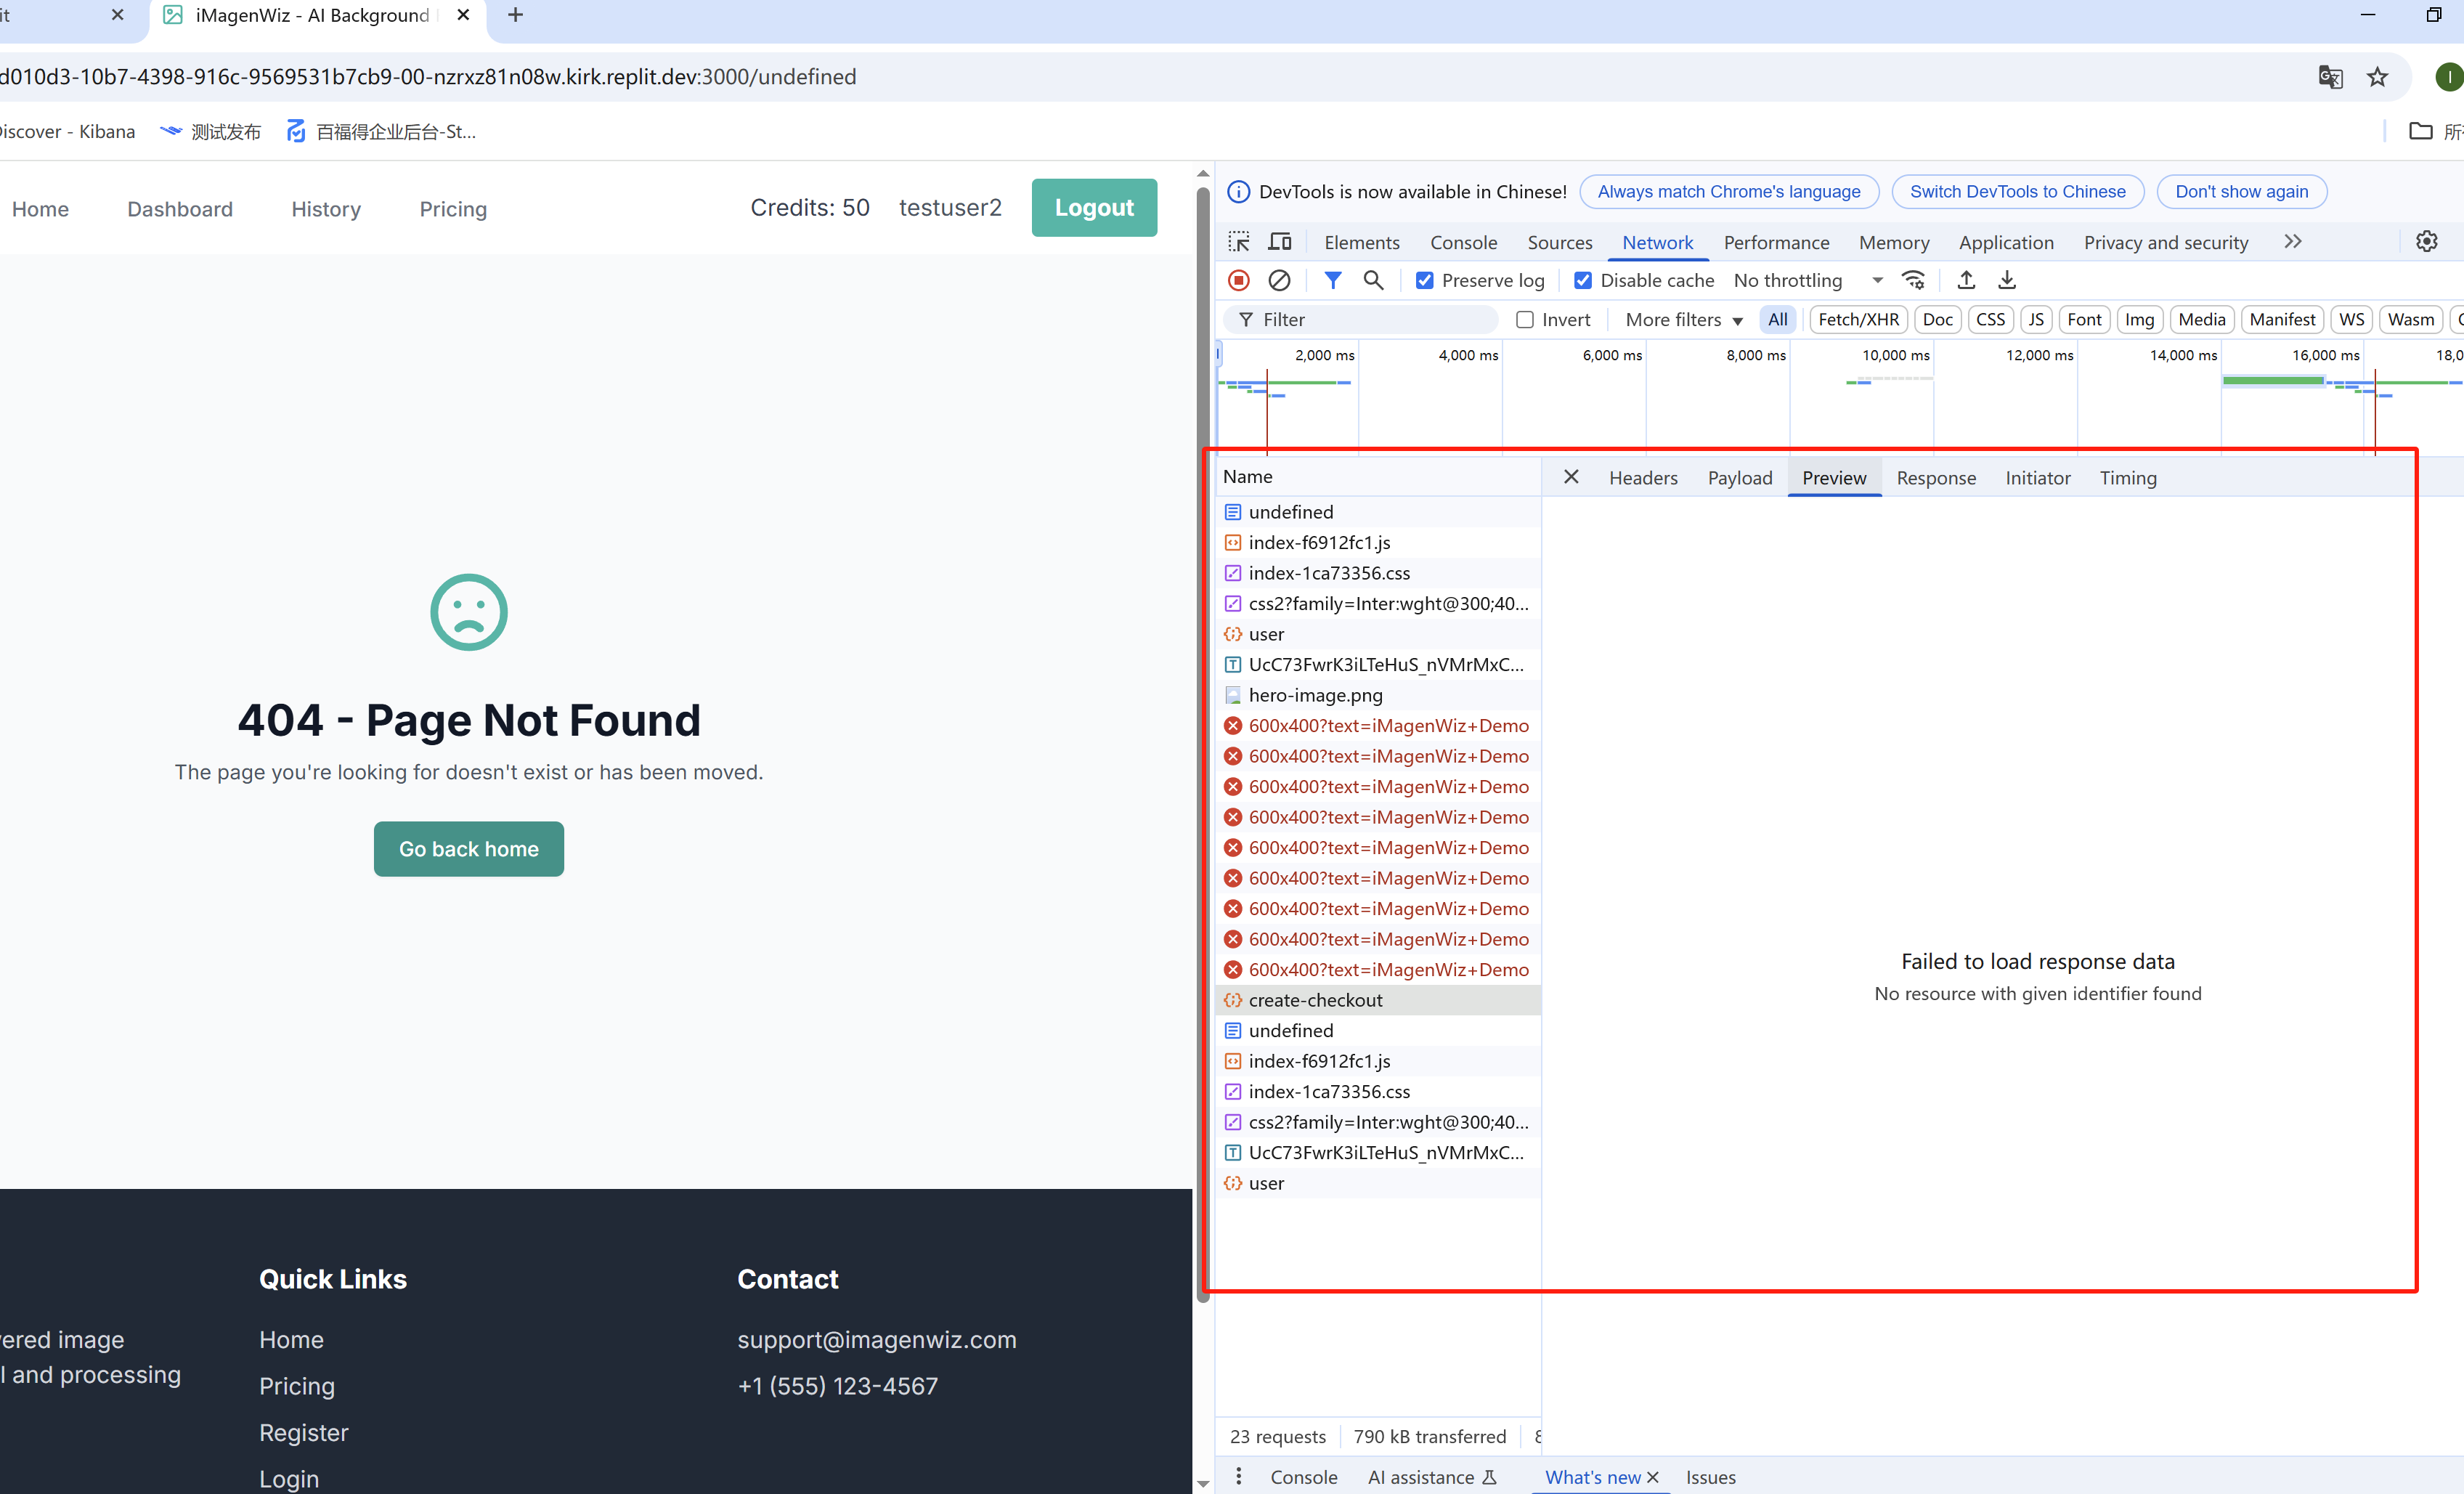 it
iMagenWiz - AI Background
d010d3-10b7-4398-916c-9569531b7cb9-00-nzrxz81n08w.kirk.replit.dev:3000/undefined
Discover - Kibana 测试发布 百福得企业后台-St...
Home Dashboard History Pricing Credits: 50 testuser2 Logout
404 - Page Not Found
The page you're looking for doesn't exist or has been moved.
Go back home
Quick Links
Home
Pricing
Register
Login
Contact
support@imagenwiz.com
+1 (555) 123-4567
vered image
l and processing
DevTools is now available in Chinese! Always match Chrome's language Switch DevTools to Chinese Don't show again
Elements Console Sources Network Performance Memory Application Privacy and security
Preserve log Disable cache No throttling
Filter Invert More filters All Fetch/XHR Doc CSS JS Font Img Media Manifest WS Wasm
2,000 ms 4,000 ms 6,000 ms 8,000 ms 10,000 ms 12,000 ms 14,000 ms 16,000 ms 18,0
Name
Headers Payload Preview Response Initiator Timing
undefined
index-f6912fc1.js
index-1ca73356.css
css2?family=Inter:wght@300;40...
user
UcC73FwrK3iLTeHuS_nVMrMxC...
hero-image.png
600x400?text=iMagenWiz+Demo
600x400?text=iMagenWiz+Demo
600x400?text=iMagenWiz+Demo
600x400?text=iMagenWiz+Demo
600x400?text=iMagenWiz+Demo
600x400?text=iMagenWiz+Demo
600x400?text=iMagenWiz+Demo
600x400?text=iMagenWiz+Demo
600x400?text=iMagenWiz+Demo
create-checkout
undefined
index-f6912fc1.js
index-1ca73356.css
css2?family=Inter:wght@300;40...
UcC73FwrK3iLTeHuS_nVMrMxC...
user
Failed to load response data
No resource with given identifier found
23 requests 790 kB transferred
Console AI assistance What's new Issues